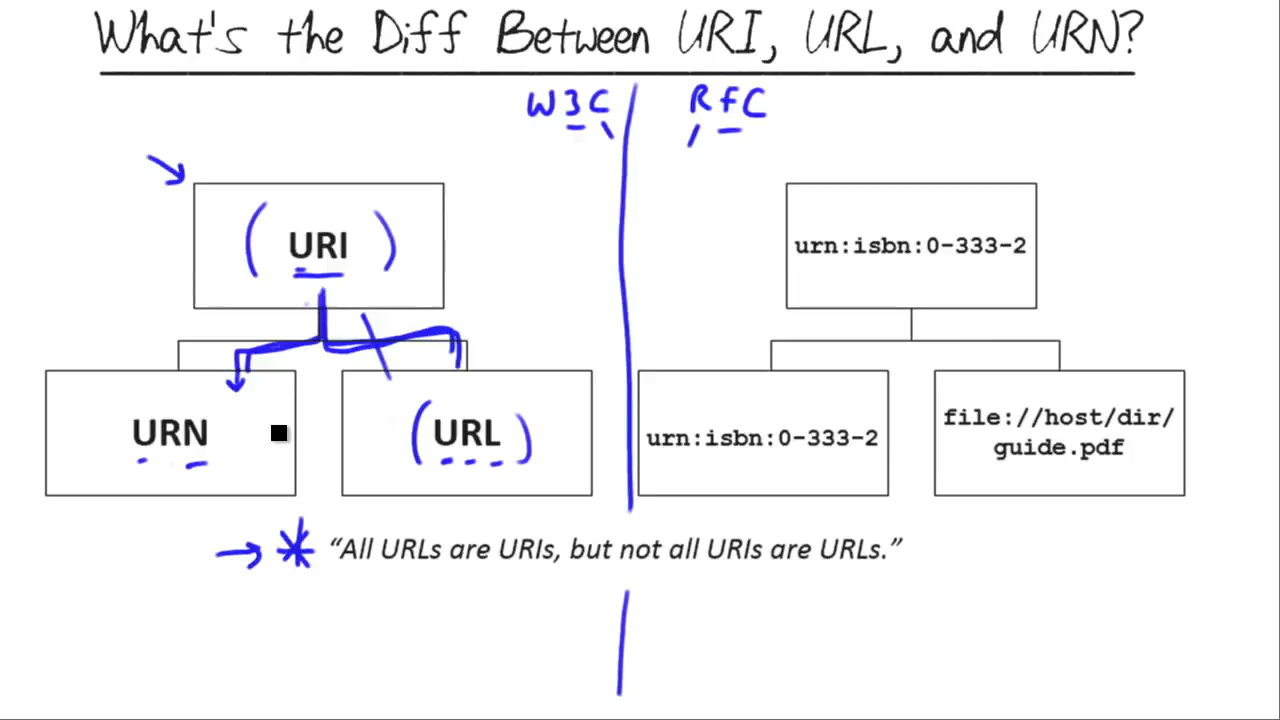 What's the Diff Between URI, URL, and URN?
W3C
RfC
URI
urn:isbn:0-333-2
URN
URL
urn:isbn:0-333-2
file://host/dir/
guide.pdf
“All URLs are URIs, but not all URIs are URLs.”